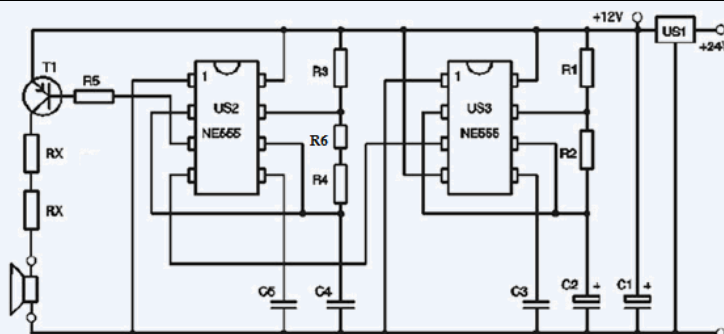 +12V
US1
+24V
T1
R5
1
US2
NE555
R3
R6
R4
1
US3
NE555
R1
R2
RX
RX
C5
C4
C3
C2
+
C1
+